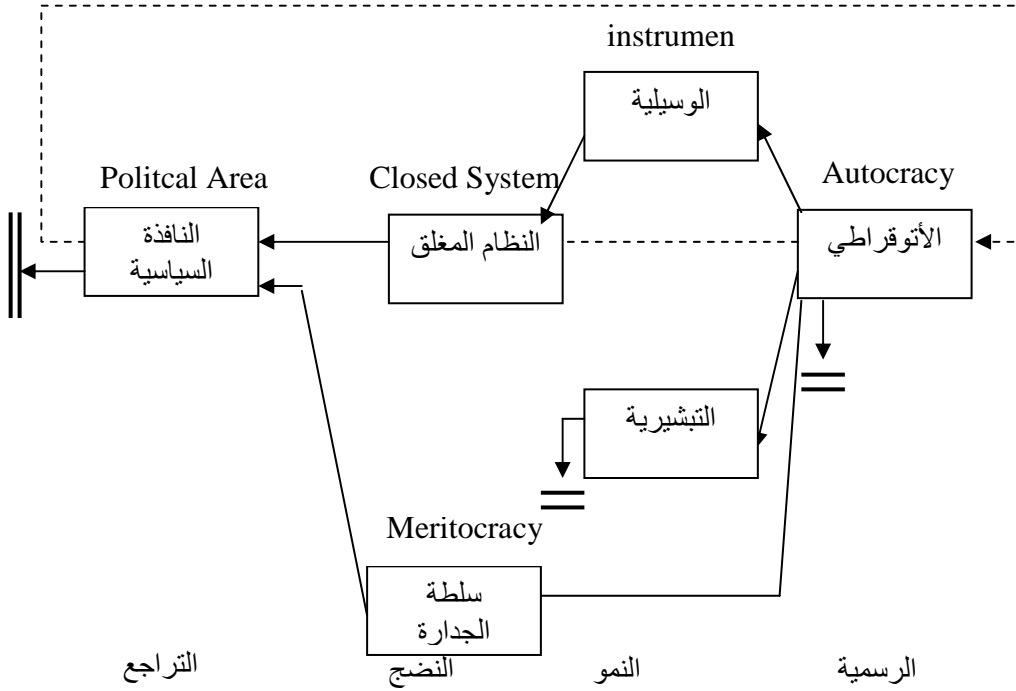 instrumen
الوسيلية
Politcal Area
Closed System
Autocracy
النافذة
السياسية
النظام المغلق
الأتوقراطي
التبشيرية
Meritocracy
سلطة
الجدارة
الرسمية
النمو
النضج
التراجع